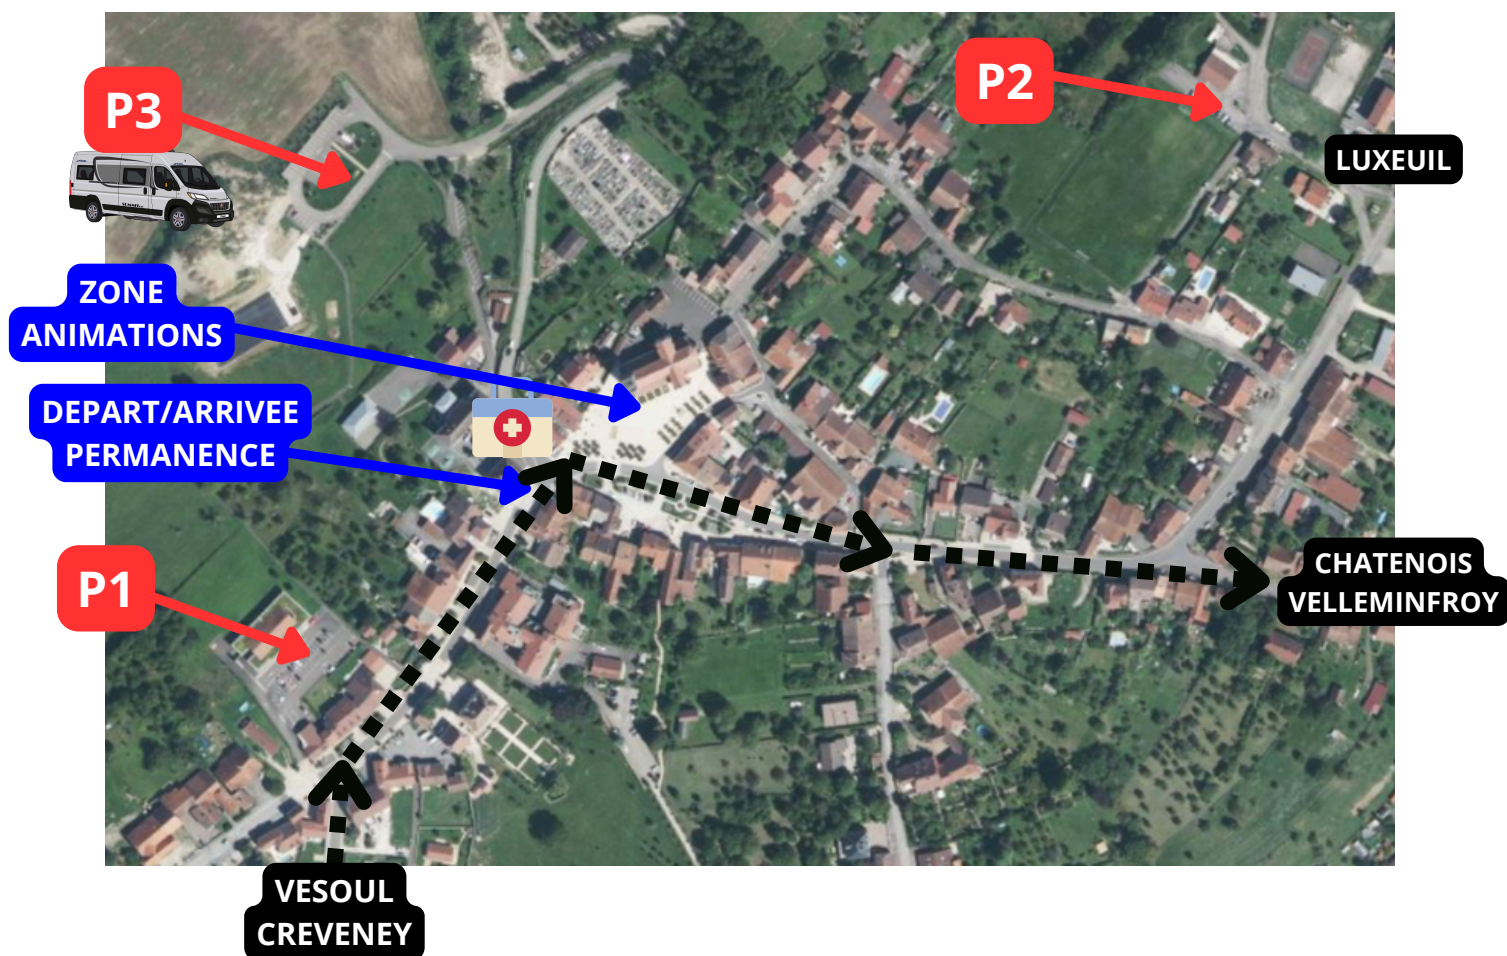 P3
P2
LUXEUIL
ZONE
ANIMATIONS
DEPART/ARRIVEE
PERMANENCE
P1
CHATENOIS
VELLEMINFROY
VESOUL
CREVENEY